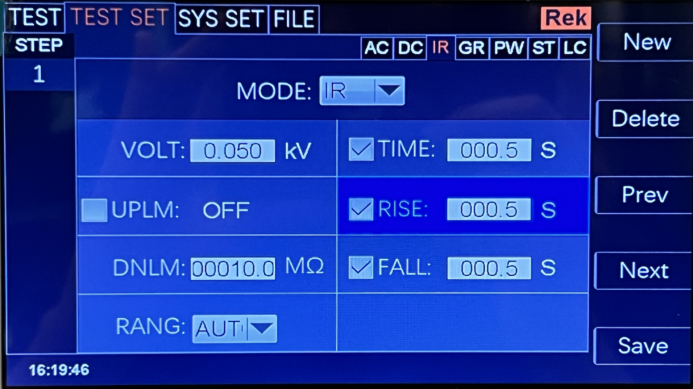 TEST TEST SET SYS SET FILE Rek
STEP AC DC IR GR PW ST LC New
1 MODE: IR
Delete
VOLT: 0.050 kV TIME: 000.5 S
UPLM: OFF RISE: 000.5 S Prev
DNLM: 00010.0 MΩ FALL: 000.5 S Next
RANG: AUT
Save
16:19:46